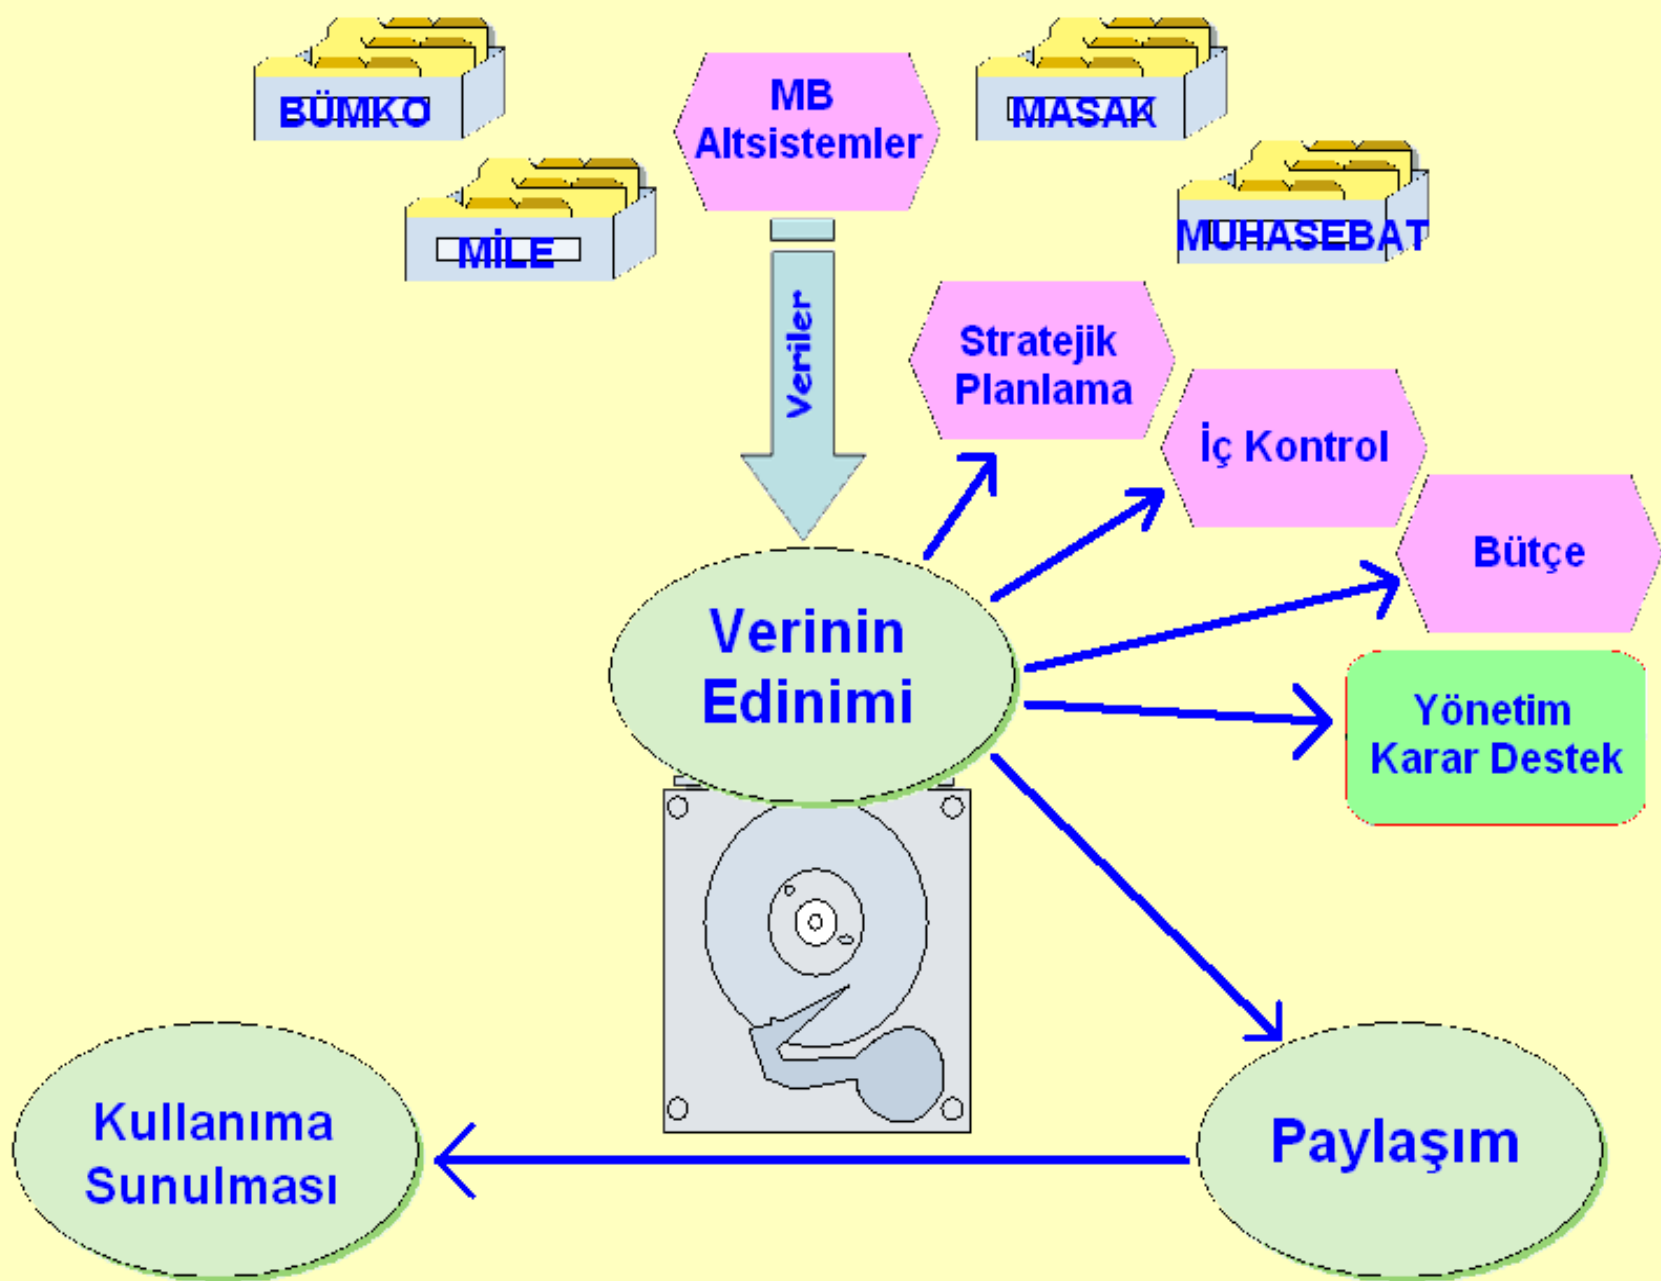 BÜMKO
MB
Altsistemler
MASAK
MİLE
MUHASEBAT
Veriler
Stratejik
Planlama
İç Kontrol
Bütçe
Verinin
Edinimi
Yönetim
Karar Destek
Kullanıma
Sunulması
Paylaşım